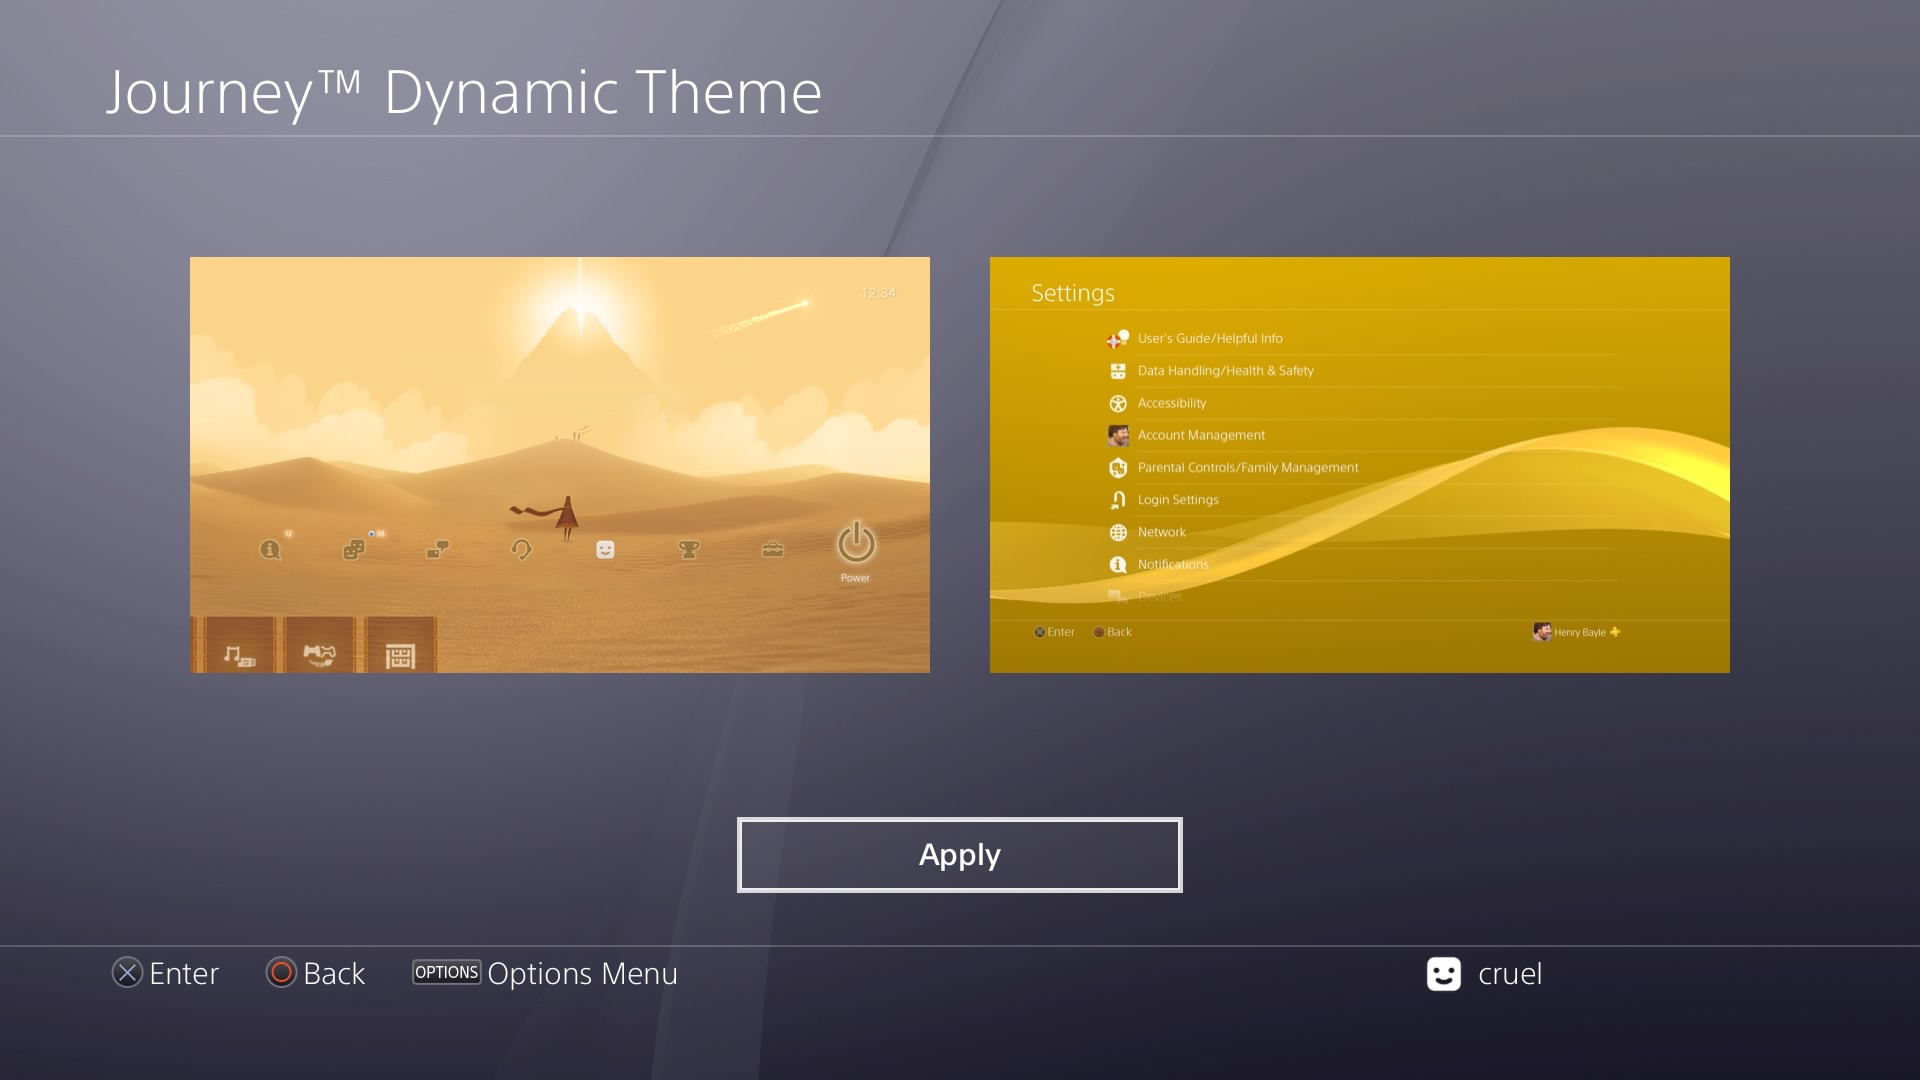 Journey™ Dynamic Theme
12:34
12
38
Power
Settings
User's Guide/Helpful Info
Data Handling/Health & Safety
Accessibility
Account Management
Parental Controls/Family Management
Login Settings
Network
Notifications
Devices
Enter
Back
Henry Bayle
Apply
Enter
Back
OPTIONS Options Menu
cruel